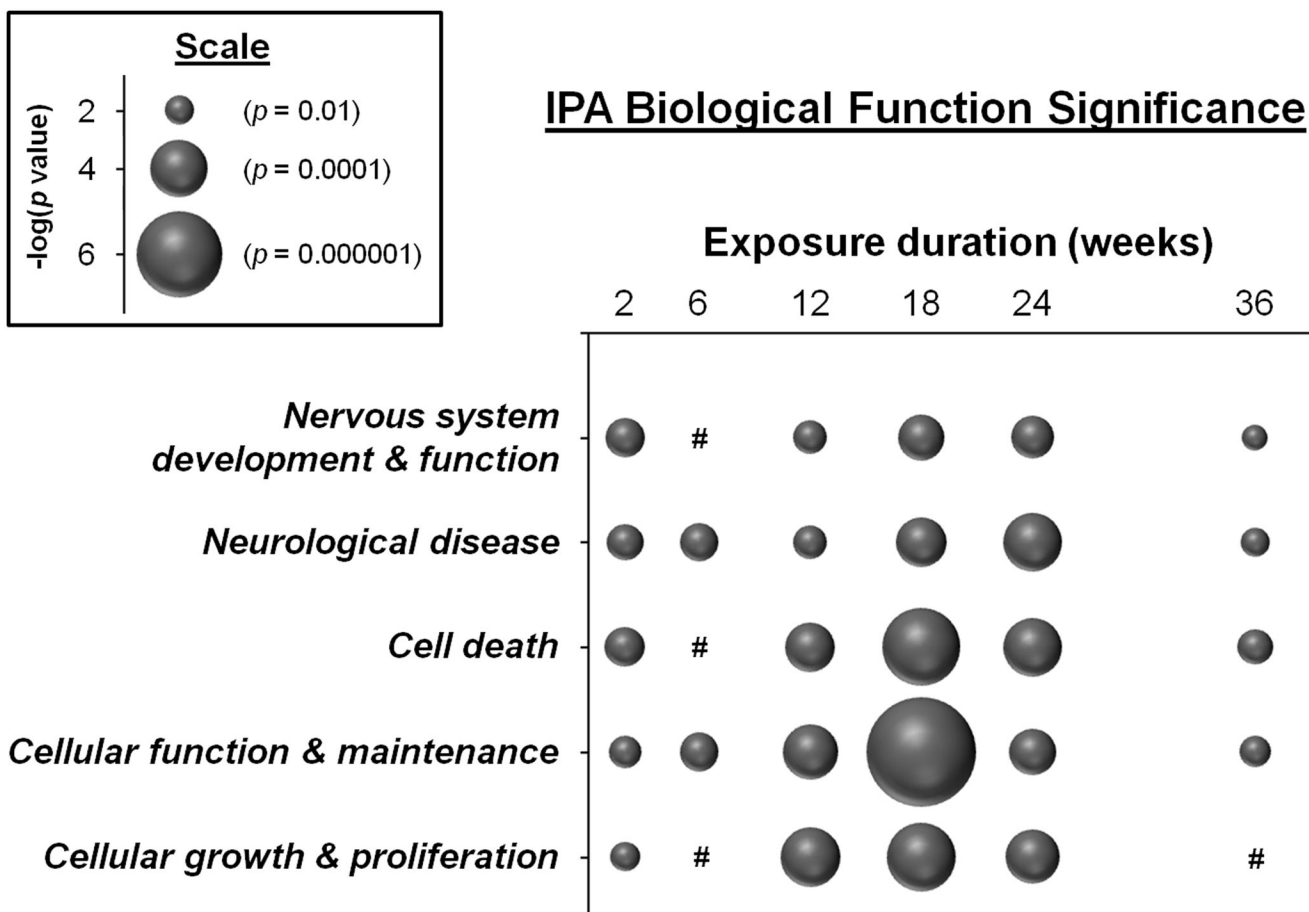 Scale
-log(p value)
2 (p = 0.01)
4 (p = 0.0001)
6 (p = 0.000001)
IPA Biological Function Significance
Exposure duration (weeks)
2 6 12 18 24 36
Nervous system
development & function
#
Neurological disease
Cell death
#
Cellular function & maintenance
Cellular growth & proliferation
# #